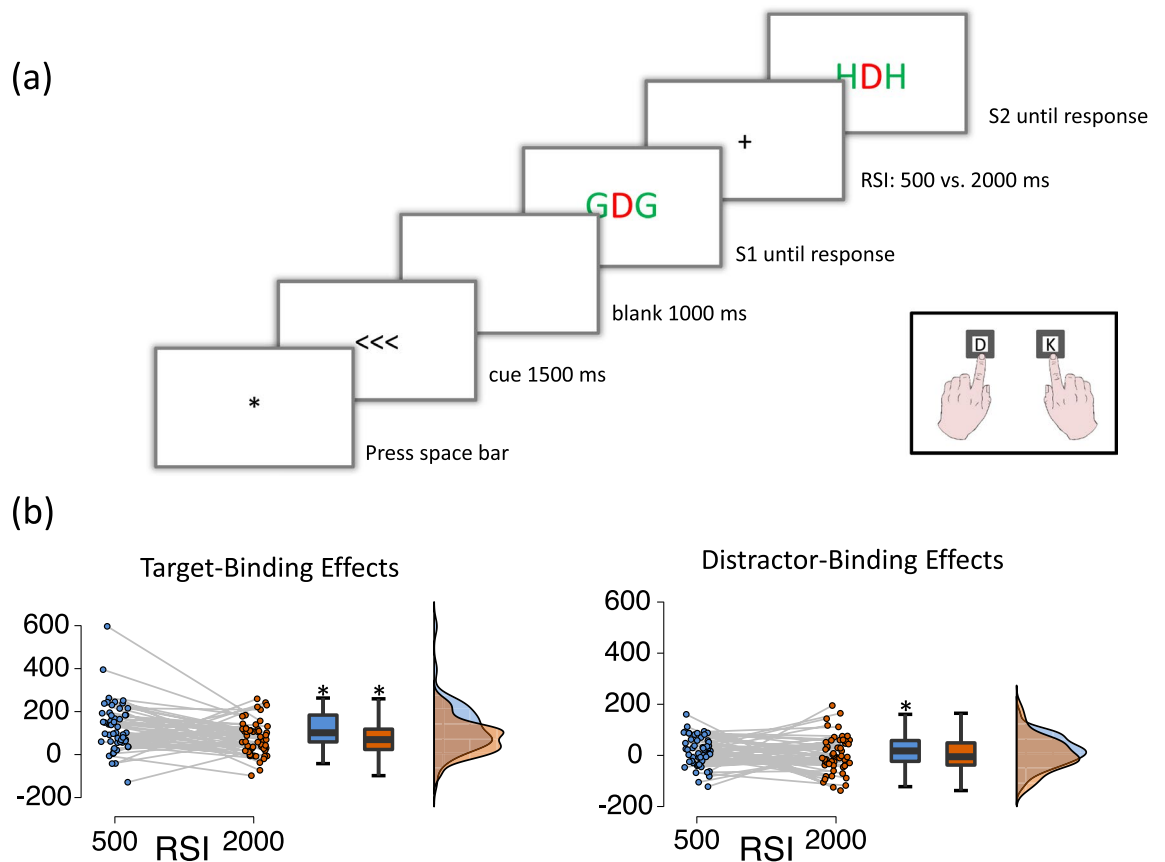 (a)
HDH
S2 until response
+
RSI: 500 vs. 2000 ms
GDG
S1 until response
blank 1000 ms
<<<
cue 1500 ms
*
Press space bar
D K
(b)
Target-Binding Effects
600
400
200
0
-200
* *
500 RSI 2000
Distractor-Binding Effects
600
400
200
0
-200
*
500 RSI 2000